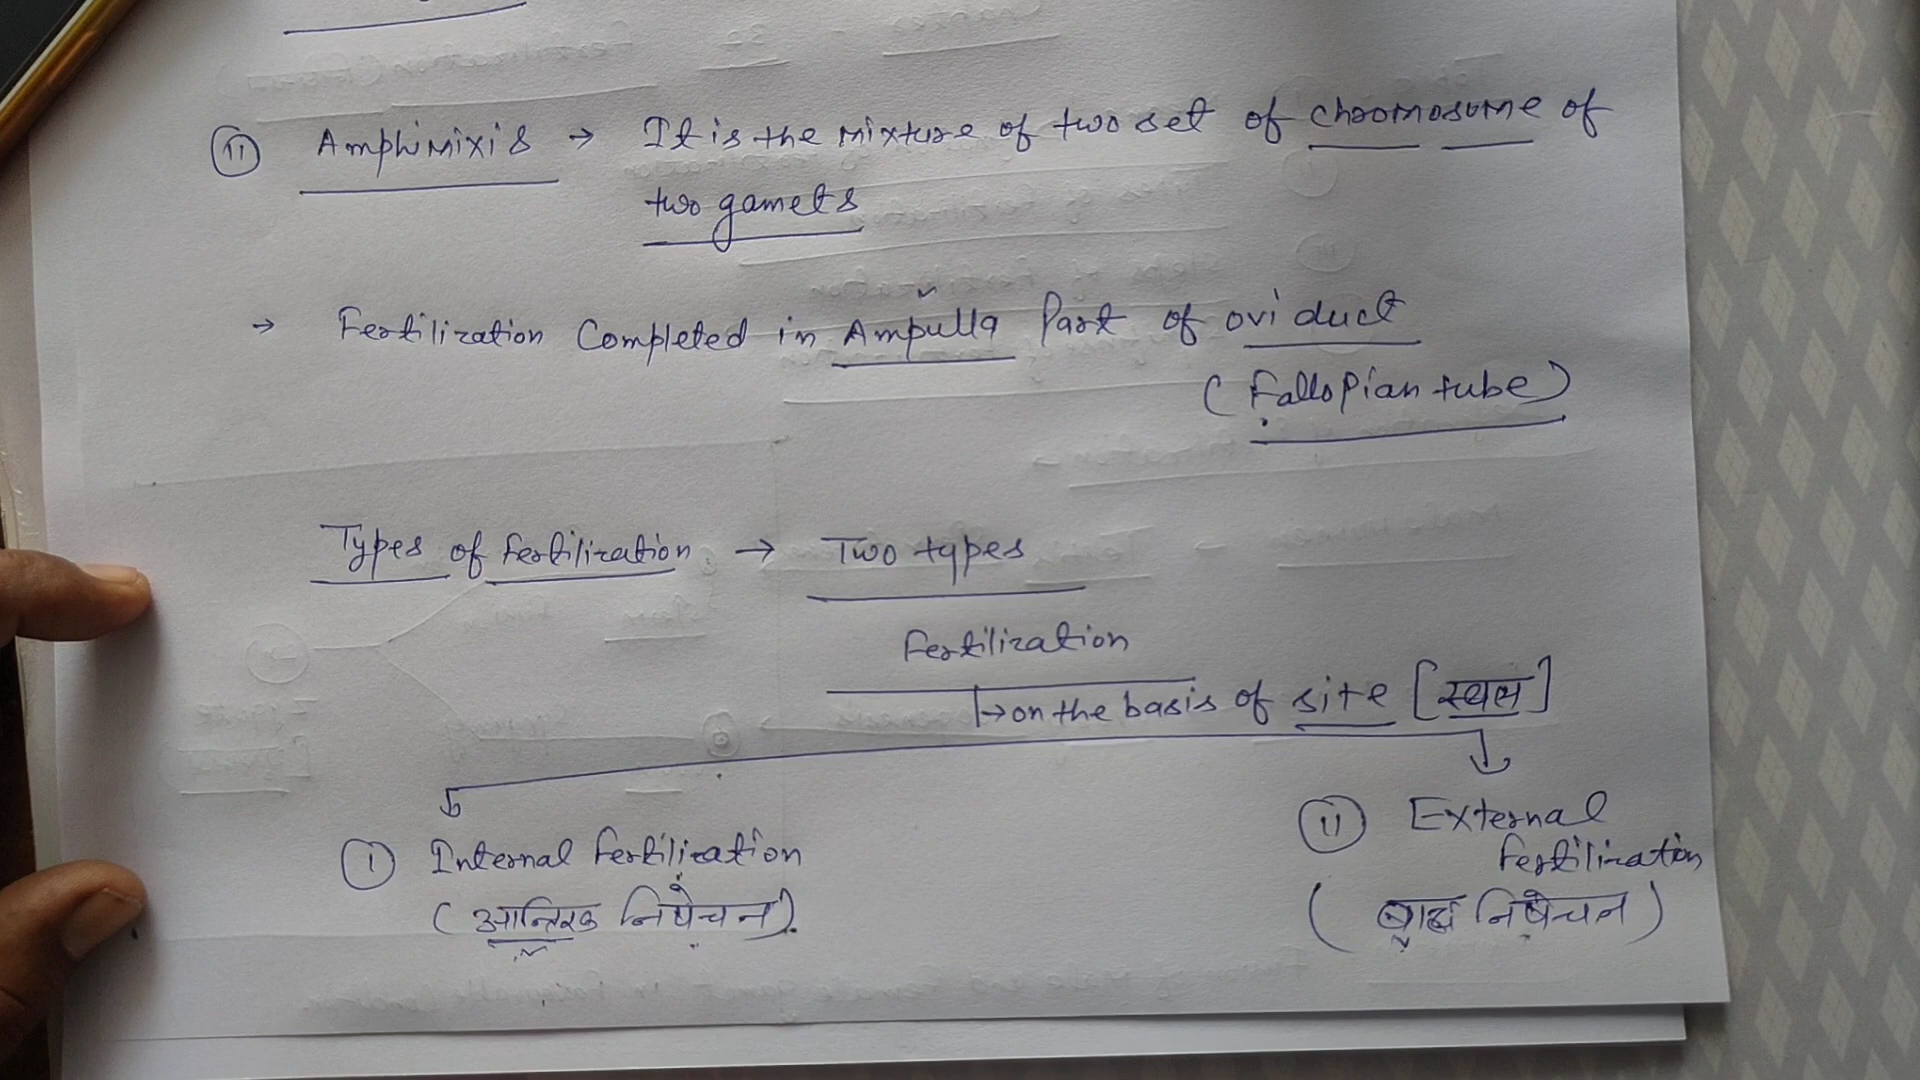 (ii) Amphimixis → It is the mixture of two set of chromosome of
two gamets
→ Fertilization Completed in Ampulla Part of oviduct
(Fallopian tube)
Types of fertilization → Two types
Fertilization
↳ on the basis of site [स्थल]
(i) Internal fertilization
(आन्तिरक निषेचन).
(ii) External
fertilization
(बाह्य निषेचन)